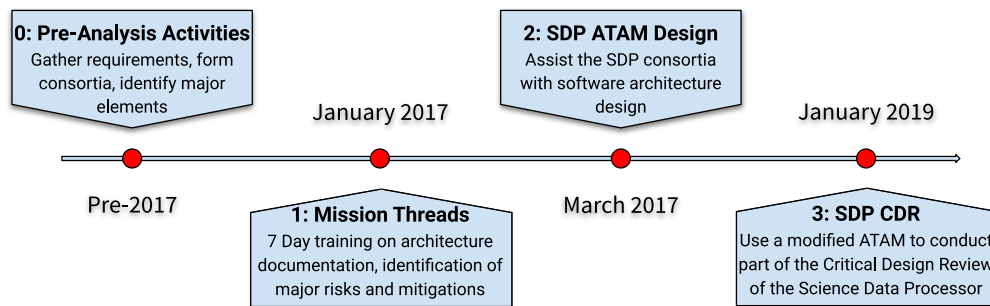 0: Pre-Analysis Activities
Gather requirements, form
consortia, identify major
elements
Pre-2017
January 2017
1: Mission Threads
7 Day training on architecture
documentation, identification of
major risks and mitigations
2: SDP ATAM Design
Assist the SDP consortia
with software architecture
design
March 2017
January 2019
3: SDP CDR
Use a modified ATAM to conduct
part of the Critical Design Review
of the Science Data Processor